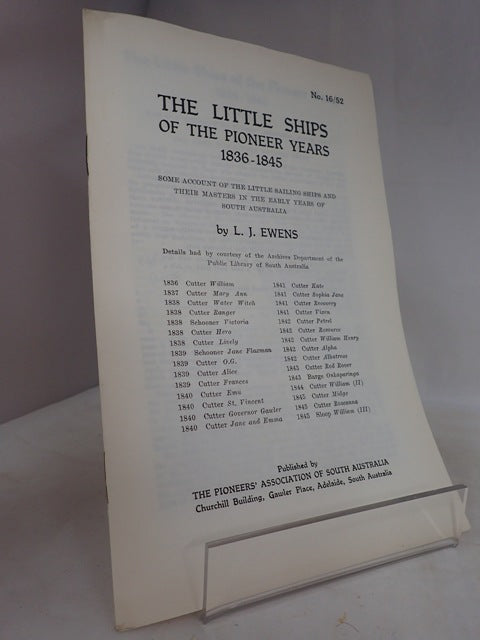 No. 16/52
THE LITTLE SHIPS
OF THE PIONEER YEARS
1836-1845
SOME ACCOUNT OF THE LITTLE SAILING SHIPS AND
THEIR MASTERS IN THE EARLY YEARS OF
SOUTH AUSTRALIA
by L. J. EWENS
Details had by courtesy of the Archives Department of the
Public Library of South Australia.
1836 Cutter William
1837 Cutter Mary Ann
1838 Cutter Water Witch
1838 Cutter Ranger
1838 Schooner Victoria
1838 Cutter Hero
1838 Cutter Lively
1839 Schooner Jane Flaxman
1839 Cutter O.G.
1839 Cutter Alice
1839 Cutter Frances
1840 Cutter Emu
1840 Cutter St. Vincent
1840 Cutter Governor Gawler
1840 Cutter Jane and Emma
1841 Cutter Kate
1841 Cutter Sophia Jane
1841 Cutter Recovery
1841 Cutter Vixen
1842 Cutter Petrel
1842 Cutter Resource
1842 Cutter William Henry
1842 Cutter Alpha
1842 Cutter Albatross
1843 Cutter Red Rover
1843 Barge Onkaparinga
1844 Cutter William (II)
1845 Cutter Midge
1845 Cutter Roseanna
1845 Sloop William (III)
Published by
THE PIONEERS' ASSOCIATION OF SOUTH AUSTRALIA
Churchill Building, Gawler Place, Adelaide, South Australia